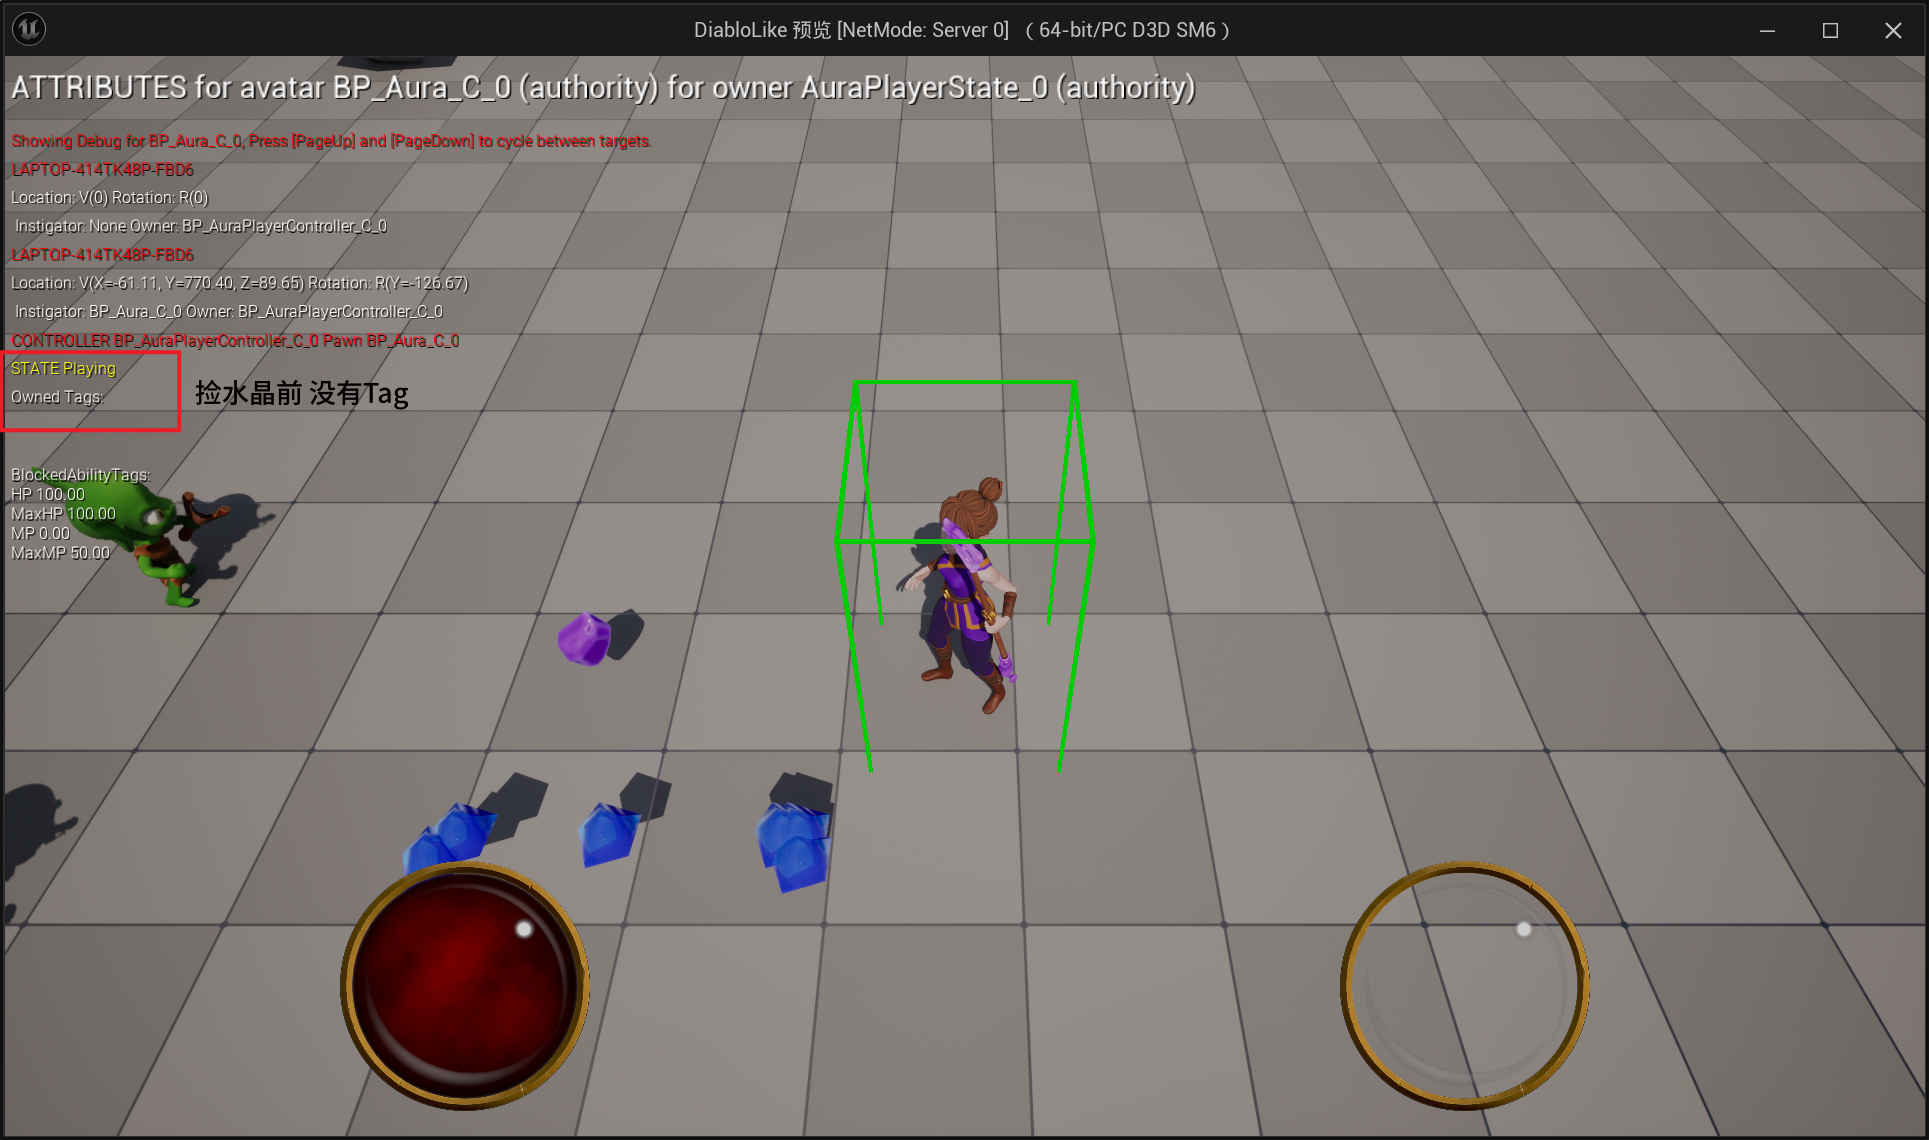 DiabloLike 预览 [NetMode: Server 0] （64-bit/PC D3D SM6）
ATTRIBUTES for avatar BP_Aura_C_0 (authority) for owner AuraPlayerState_0 (authority)
Showing Debug for BP_Aura_C_0, Press [PageUp] and [PageDown] to cycle between targets.
LAPTOP-414TK48P-FBD6
Location: V(0) Rotation: R(0)
Instigator: None Owner: BP_AuraPlayerController_C_0
LAPTOP-414TK48P-FBD6
Location: V(X=-61.11, Y=770.40, Z=89.65) Rotation: R(Y=-126.67)
Instigator: BP_Aura_C_0 Owner: BP_AuraPlayerController_C_0
CONTROLLER BP_AuraPlayerController_C_0 Pawn BP_Aura_C_0
STATE Playing
Owned Tags:
捡水晶前 没有Tag
BlockedAbilityTags:
HP 100.00
MaxHP 100.00
MP 0.00
MaxMP 50.00